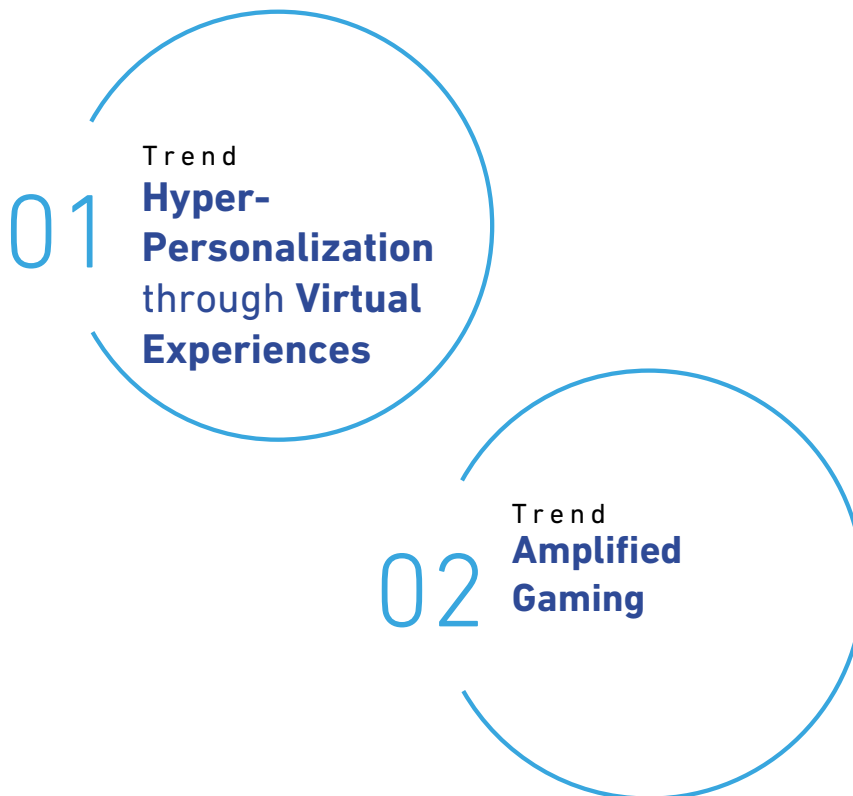 Trend
01
Hyper-
Personalization
through Virtual
Experiences
Trend
02
Amplified
Gaming